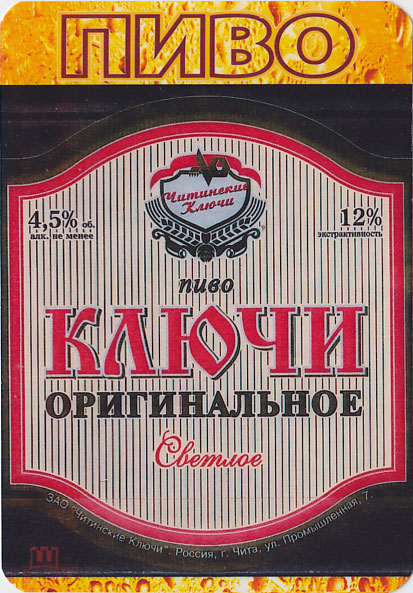 ПИВО
Читинские
Ключи
4,5% об.
алк. не менее
12%
экстрактивность
пиво
КЛЮЧИ
ОРИГИНАЛЬНОЕ
Светлое
ЗАО "Читинские Ключи". Россия, г. Чита, ул. Промышленная, 7.